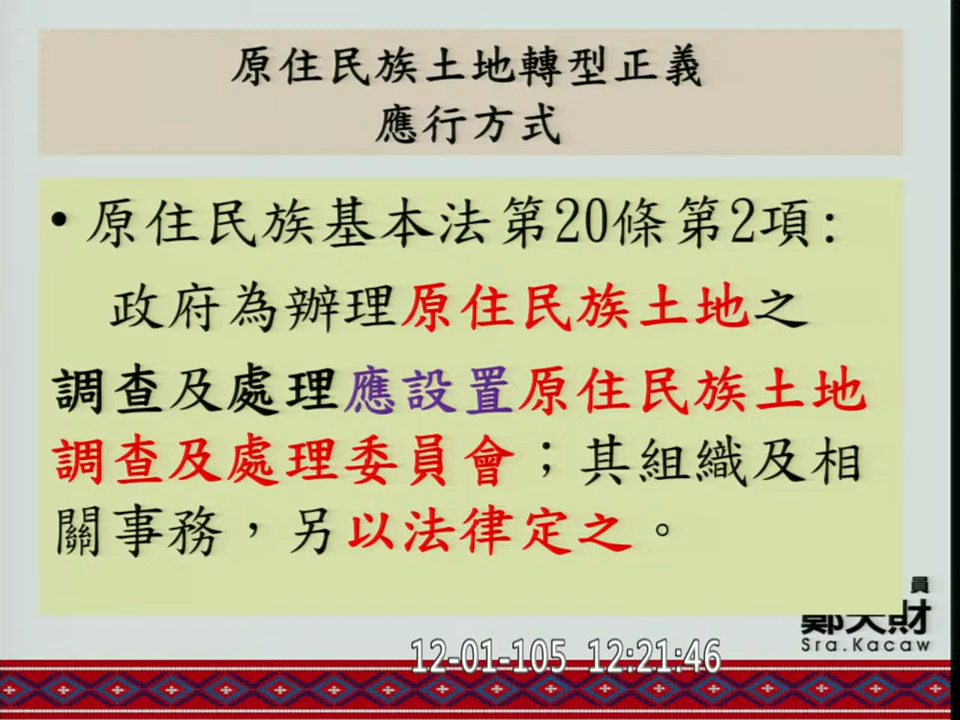 原住民族土地轉型正義
應行方式
•原住民族基本法第20條第2項:
政府為辦理原住民族土地之
調查及處理應設置原住民族土地
調查及處理委員會；其組織及相
關事務，另以法律定之。
員
鄭天財
Sra.Kacaw
12-01-105 12:21:46